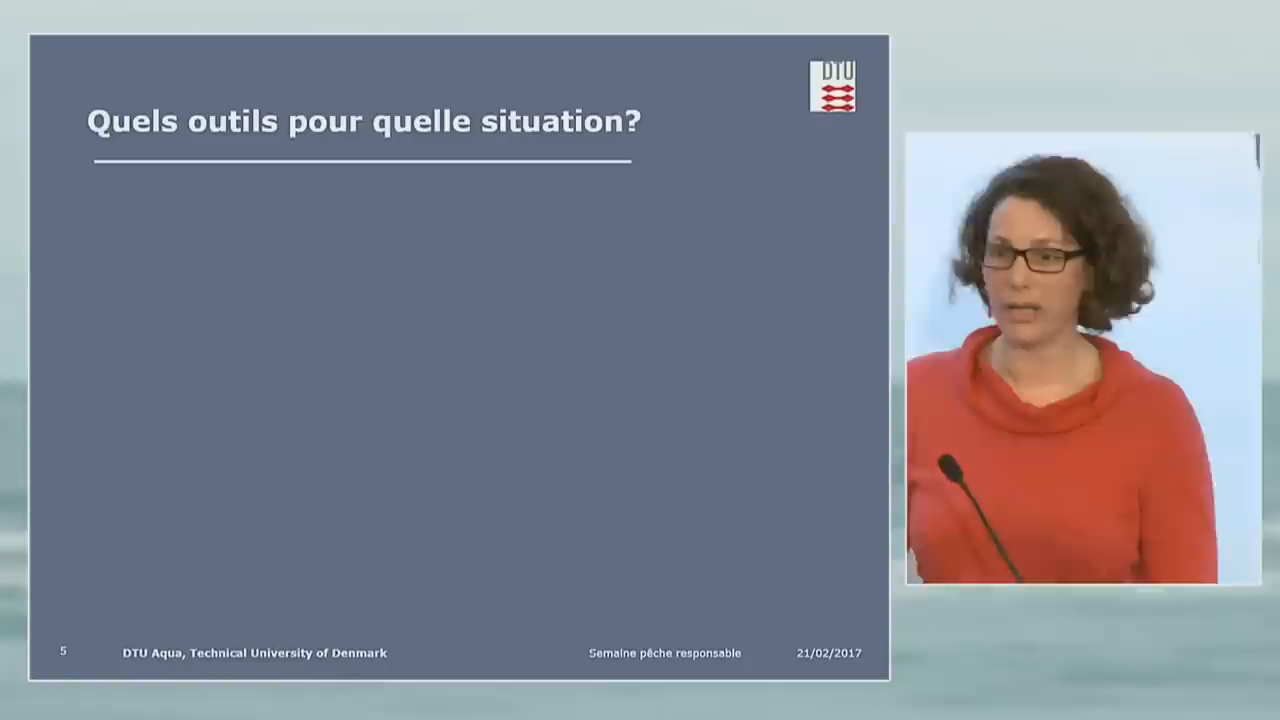 DTU
Quels outils pour quelle situation?
5
DTU Aqua, Technical University of Denmark
Semaine pêche responsable
21/02/2017